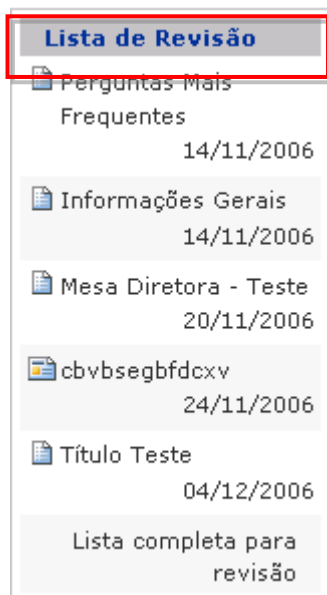 Lista de Revisão
Perguntas Mais
Frequentes
14/11/2006
Informações Gerais
14/11/2006
Mesa Diretora - Teste
20/11/2006
cbvbsegbfdcxv
24/11/2006
Título Teste
04/12/2006
Lista completa para
revisão